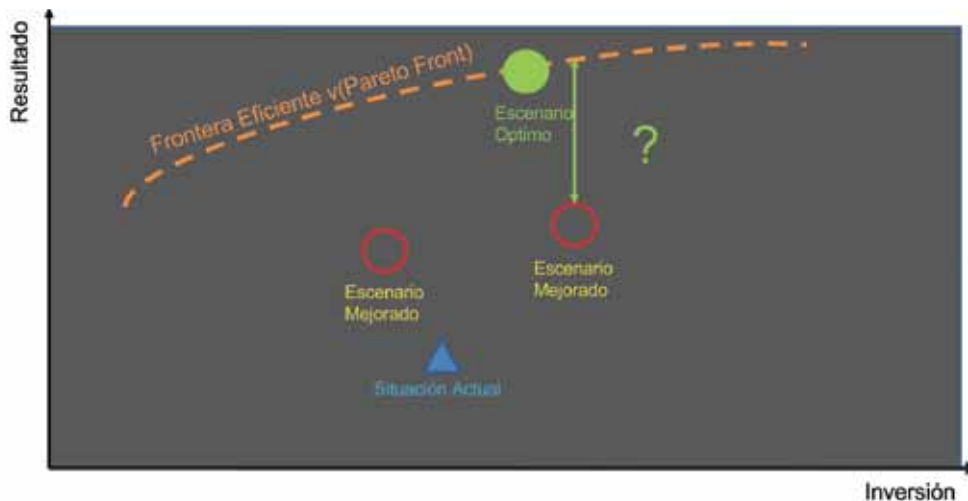 Resultado
Frontera Eficiente v(Pareto Front)
Escenario
Optimo
?
Escenario
Mejorado
Escenario
Mejorado
Situación Actual
Inversión